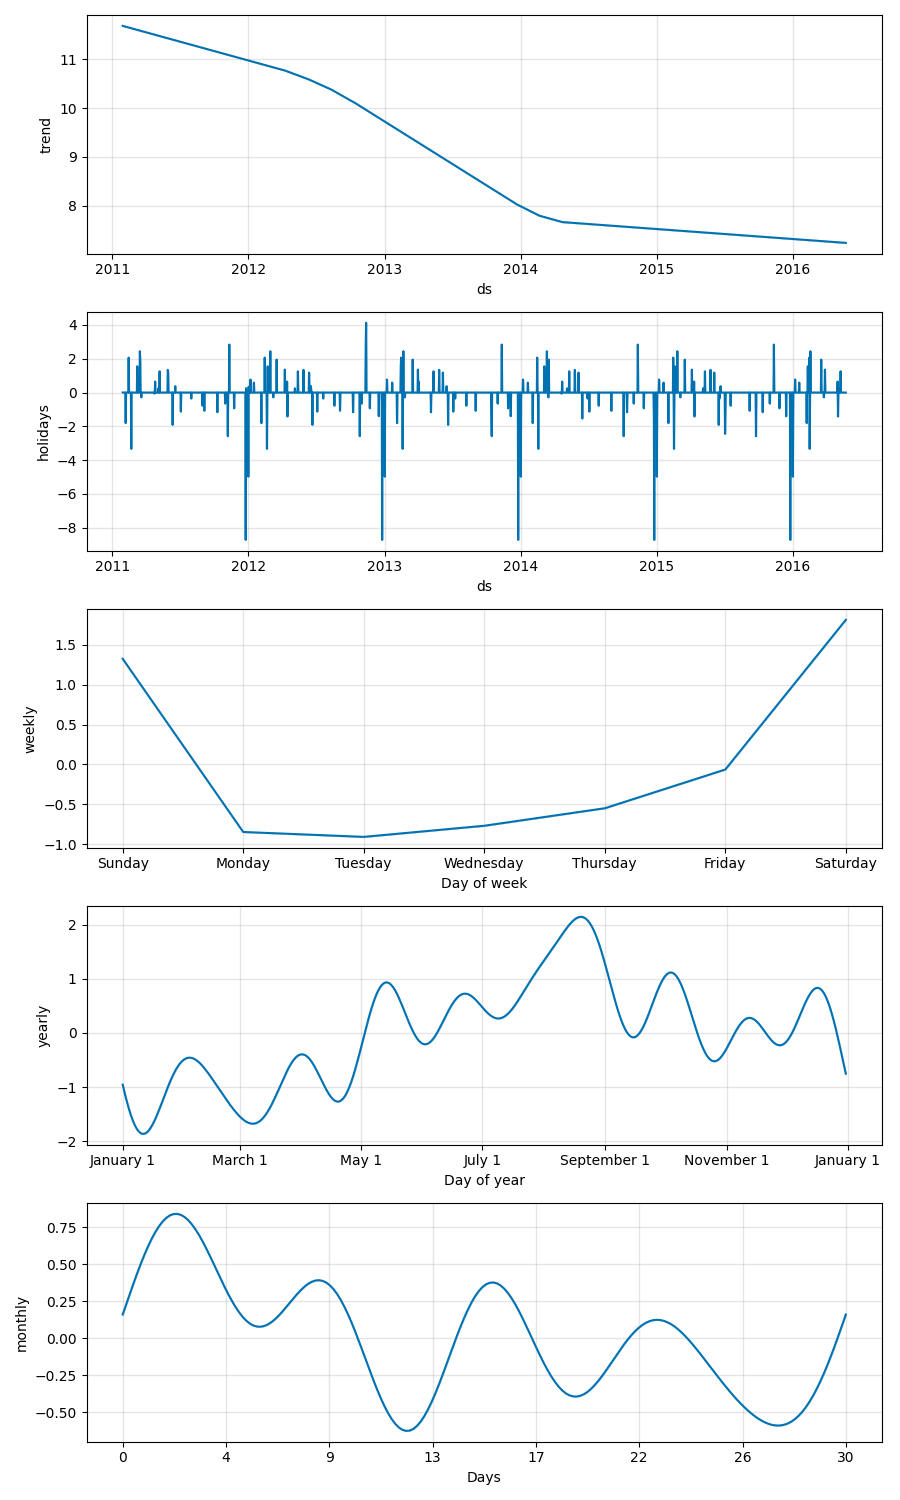 trend
11
10
9
8
2011 2012 2013 2014 2015 2016
ds
holidays
4
2
0
−2
−4
−6
−8
2011 2012 2013 2014 2015 2016
ds
weekly
1.5
1.0
0.5
0.0
−0.5
−1.0
Sunday Monday Tuesday Wednesday Thursday Friday Saturday
Day of week
yearly
2
1
0
−1
−2
January 1 March 1 May 1 July 1 September 1 November 1 January 1
Day of year
monthly
0.75
0.50
0.25
0.00
−0.25
−0.50
0 4 9 13 17 22 26 30
Days